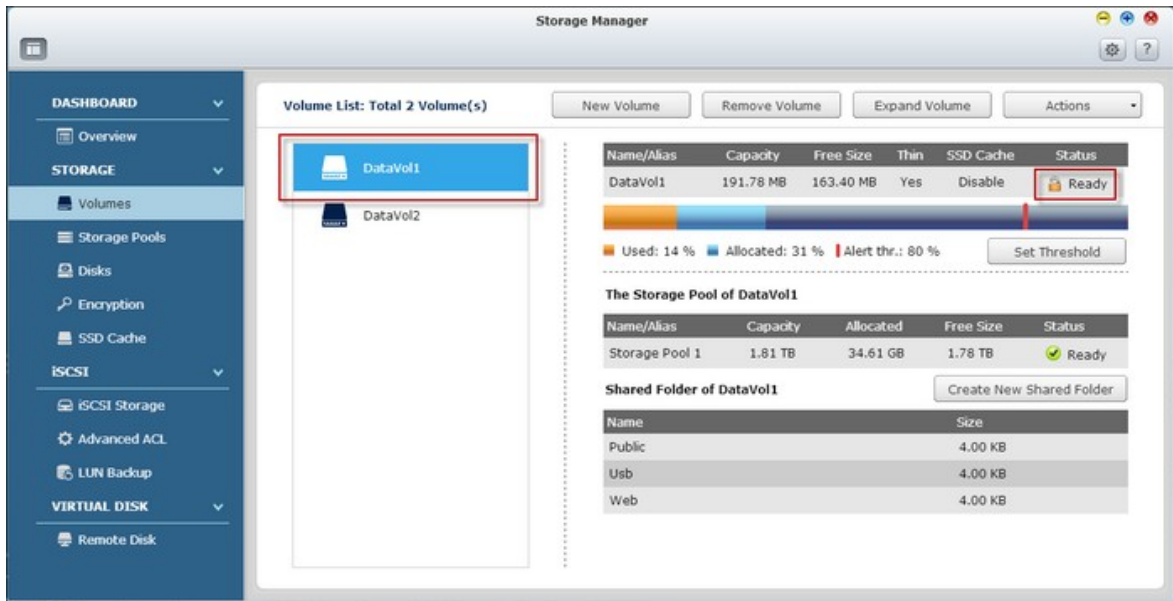 Storage Manager
?
DASHBOARD
Overview
STORAGE
Volumes
Storage Pools
Disks
Encryption
SSD Cache
iSCSI
iSCSI Storage
Advanced ACL
LUN Backup
VIRTUAL DISK
Remote Disk
Volume List: Total 2 Volume(s) New Volume Remove Volume Expand Volume Actions
DataVol1
DataVol2
Name/Alias Capacity Free Size Thin SSD Cache Status
DataVol1 191.78 MB 163.40 MB Yes Disable Ready
Used: 14 % Allocated: 31 % Alert thr.: 80 % Set Threshold
The Storage Pool of DataVol1
Name/Alias Capacity Allocated Free Size Status
Storage Pool 1 1.81 TB 34.61 GB 1.78 TB Ready
Shared Folder of DataVol1 Create New Shared Folder
Name Size
Public 4.00 KB
Usb 4.00 KB
Web 4.00 KB